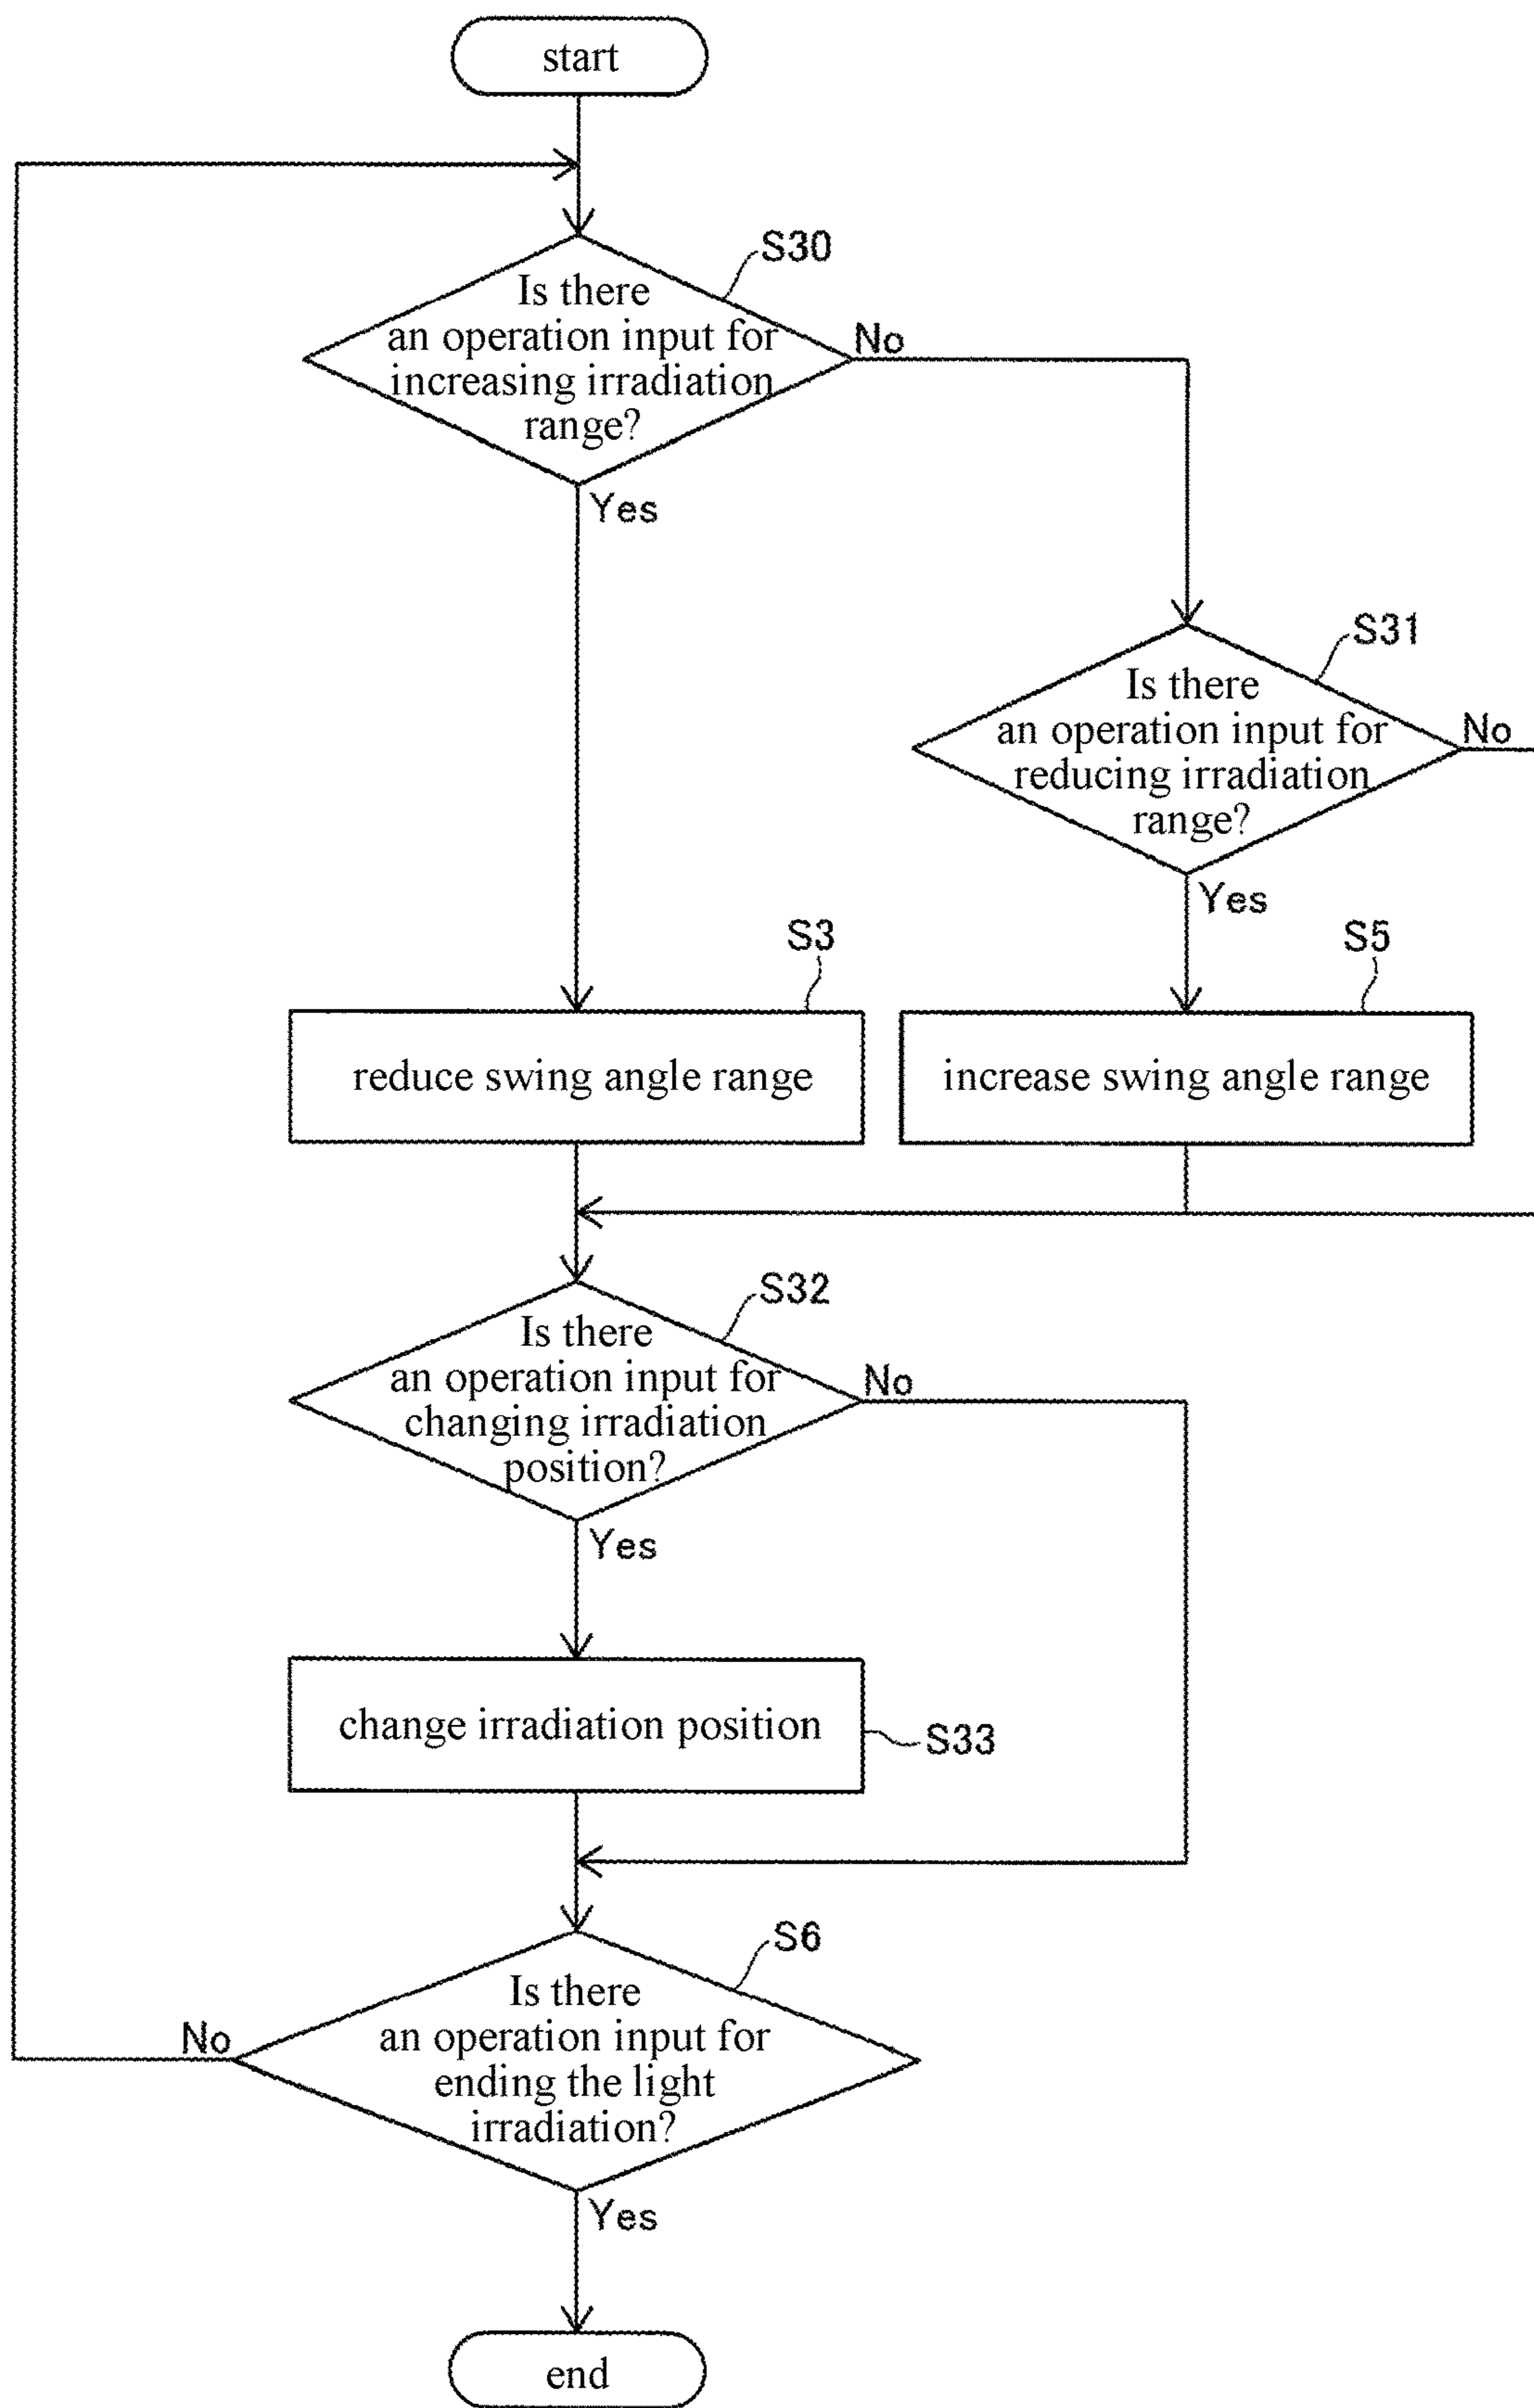 start
S30
Is there
an operation input for
increasing irradiation
range?
No
Yes
S31
Is there
an operation input for
reducing irradiation
range?
No
Yes
S3
reduce swing angle range
S5
increase swing angle range
S32
Is there
an operation input for
changing irradiation
position?
No
Yes
change irradiation position
S33
S6
Is there
an operation input for
ending the light
irradiation?
No
Yes
end